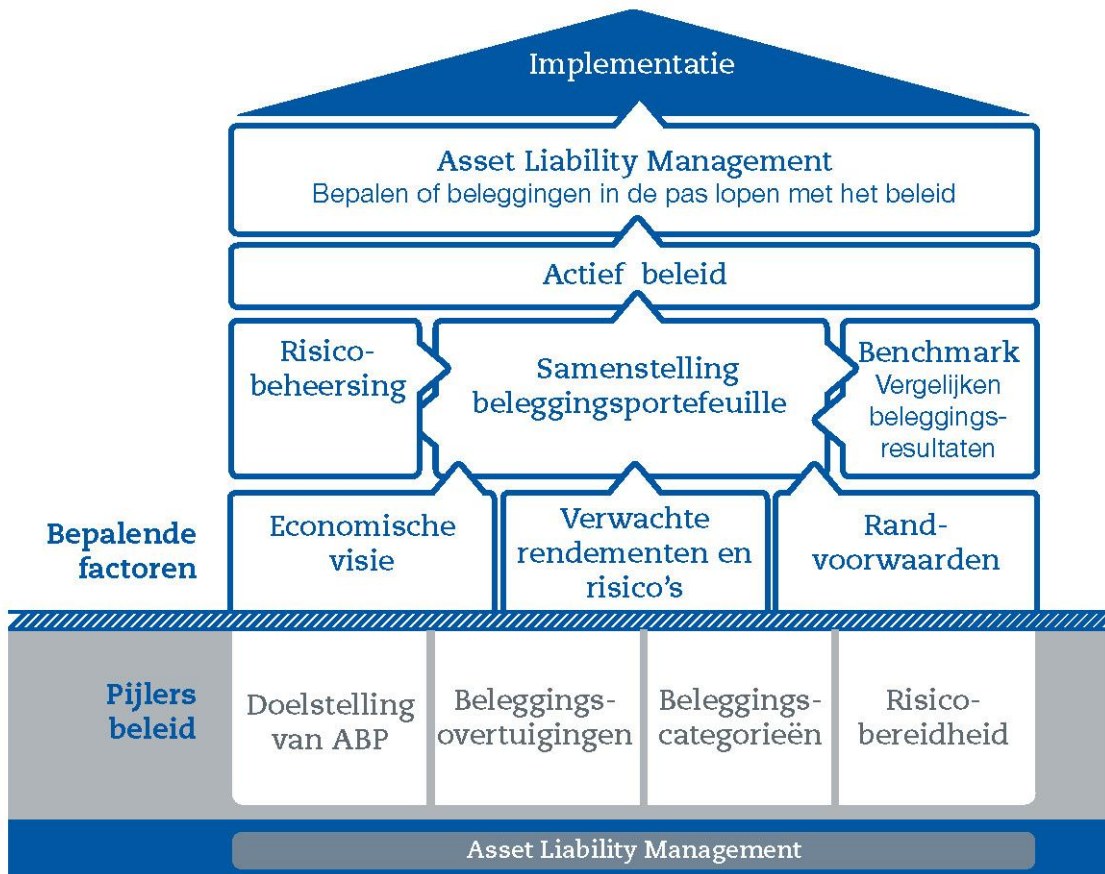 Implementatie
Asset Liability Management
Bepalen of beleggingen in de pas lopen met het beleid
Actief beleid
Risico-
beheersing
Samenstelling
beleggingsportefeuille
Benchmark
Vergelijken
beleggings-
resultaten
Bepalende
factoren
Economische
visie
Verwachte
rendementen en
risico's
Rand-
voorwaarden
Pijlers
beleid
Doelstelling
van ABP
Beleggings-
overtuigingen
Beleggings-
categorieën
Risico-
bereidheid
Asset Liability Management